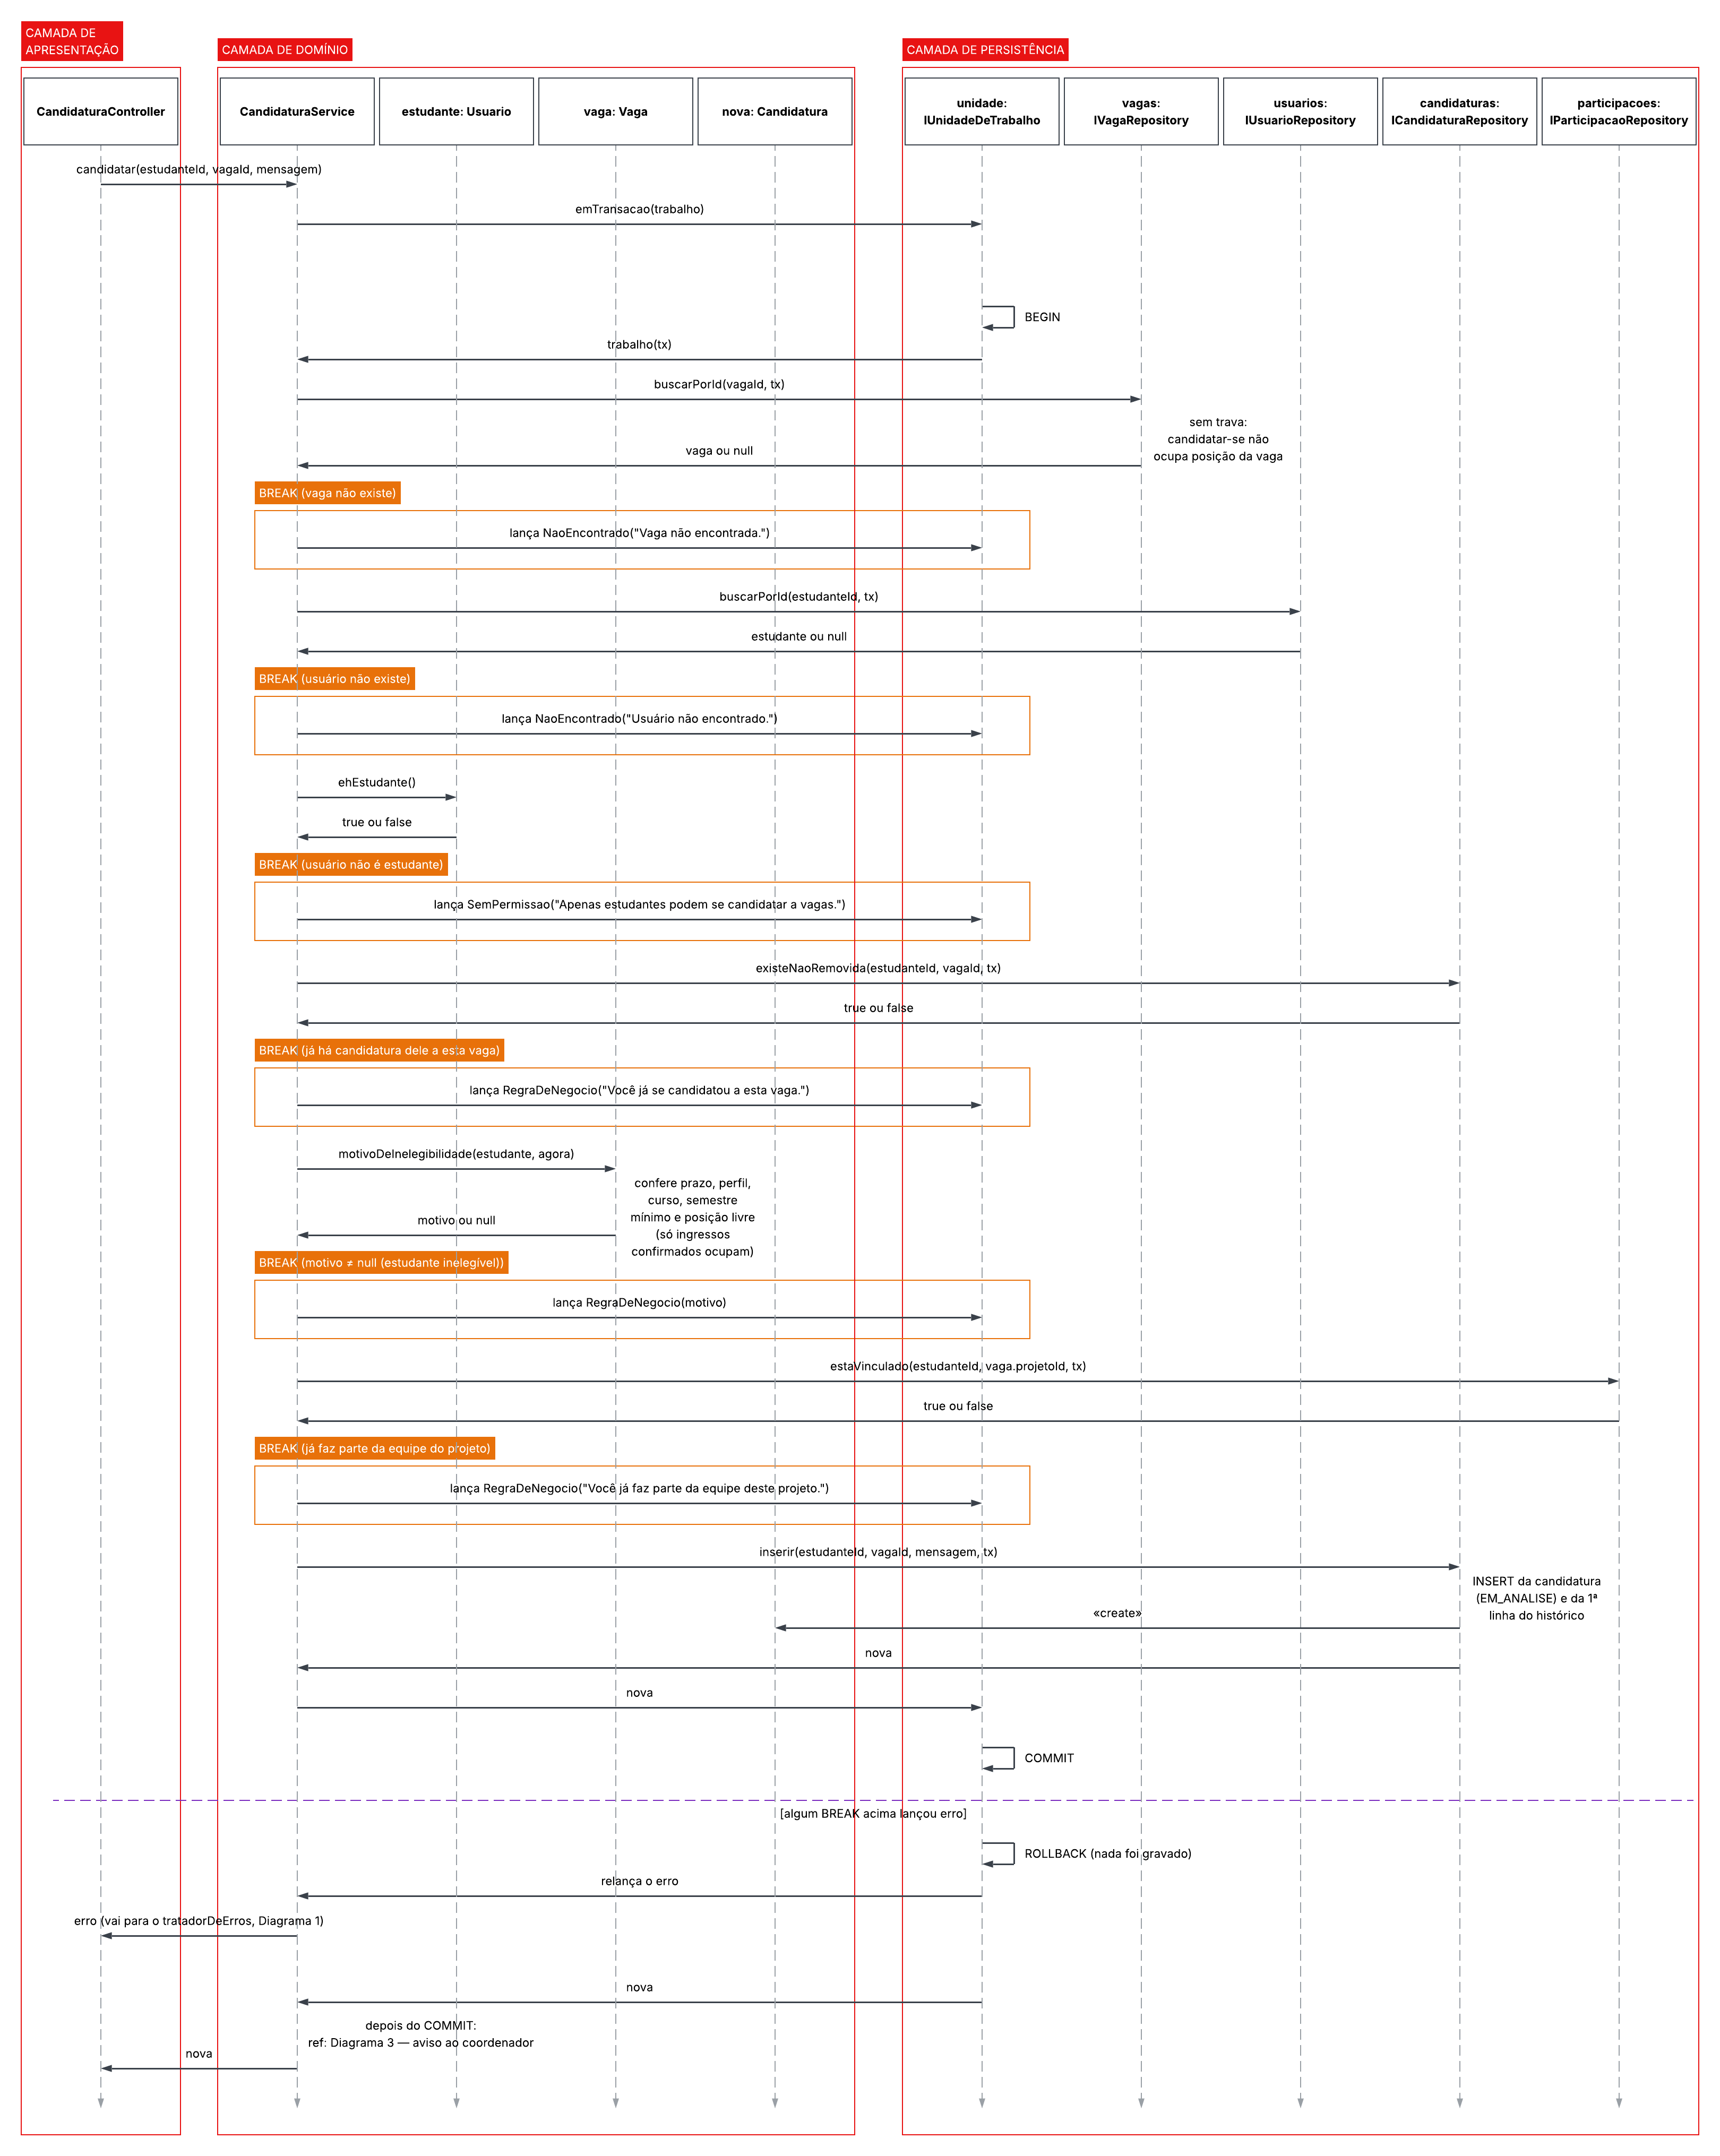 CAMADA DE
APRESENTAÇÃO
CAMADA DE DOMÍNIO
CAMADA DE PERSISTÊNCIA
CandidaturaController
CandidaturaService
estudante: Usuario
vaga: Vaga
nova: Candidatura
unidade:
IUnidadeDeTrabalho
vagas:
IVagaRepository
usuarios:
IUsuarioRepository
candidaturas:
ICandidaturaRepository
participacoes:
IParticipacaoRepository
candidatar(estudanteId, vagaId, mensagem)
emTransacao(trabalho)
BEGIN
trabalho(tx)
buscarPorId(vagaId, tx)
sem trava:
candidatar-se não
ocupa posição da vaga
vaga ou null
BREAK (vaga não existe)
lança NaoEncontrado("Vaga não encontrada.")
buscarPorId(estudanteId, tx)
estudante ou null
BREAK (usuário não existe)
lança NaoEncontrado("Usuário não encontrado.")
ehEstudante()
true ou false
BREAK (usuário não é estudante)
lança SemPermissao("Apenas estudantes podem se candidatar a vagas.")
existeNaoRemovida(estudanteId, vagaId, tx)
true ou false
BREAK (já há candidatura dele a esta vaga)
lança RegraDeNegocio("Você já se candidatou a esta vaga.")
motivoDeInelegibilidade(estudante, agora)
confere prazo, perfil,
curso, semestre
mínimo e posição livre
(só ingressos
confirmados ocupam)
motivo ou null
BREAK (motivo ≠ null (estudante inelegível))
lança RegraDeNegocio(motivo)
estaVinculado(estudanteId, vaga.projetoId, tx)
true ou false
BREAK (já faz parte da equipe do projeto)
lança RegraDeNegocio("Você já faz parte da equipe deste projeto.")
inserir(estudanteId, vagaId, mensagem, tx)
INSERT da candidatura
(EM_ANALISE) e da 1ª
linha do histórico
«create»
nova
nova
COMMIT
[algum BREAK acima lançou erro]
ROLLBACK (nada foi gravado)
relança o erro
erro (vai para o tratadorDeErros, Diagrama 1)
nova
depois do COMMIT:
ref: Diagrama 3 — aviso ao coordenador
nova